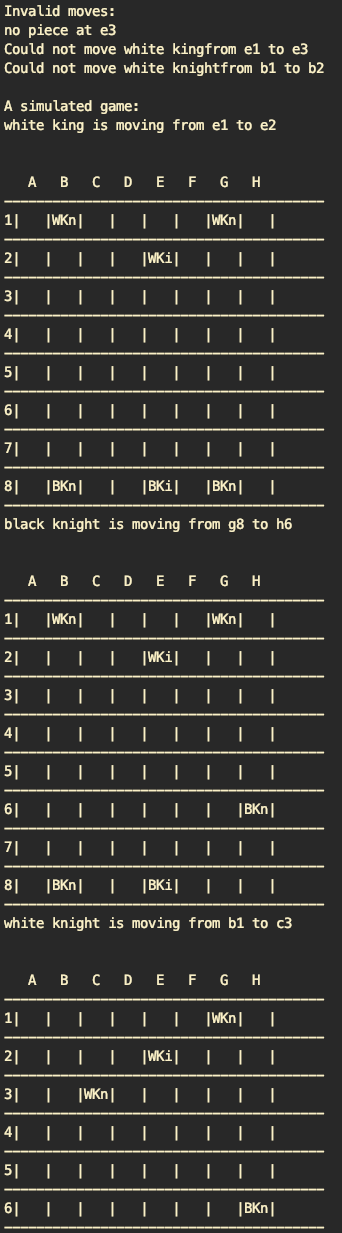 Invalid moves:
no piece at e3
Could not move white kingfrom e1 to e3
Could not move white knightfrom b1 to b2
A simulated game:
white king is moving from e1 to e2
A  B  C  D  E  F  G  H
1|   |WKn|   |   |   |   |WKn|   |
2|   |   |   |   |WKi|   |   |   |
3|   |   |   |   |   |   |   |   |
4|   |   |   |   |   |   |   |   |
5|   |   |   |   |   |   |   |   |
6|   |   |   |   |   |   |   |   |
7|   |   |   |   |   |   |   |   |
8|   |BKn|   |   |BKi|   |BKn|   |
black knight is moving from g8 to h6
A  B  C  D  E  F  G  H
1|   |WKn|   |   |   |   |WKn|   |
2|   |   |   |   |WKi|   |   |   |
3|   |   |   |   |   |   |   |   |
4|   |   |   |   |   |   |   |   |
5|   |   |   |   |   |   |   |   |
6|   |   |   |   |   |   |   |BKn|
7|   |   |   |   |   |   |   |   |
8|   |BKn|   |   |BKi|   |   |   |
white knight is moving from b1 to c3
A  B  C  D  E  F  G  H
1|   |   |   |   |   |   |WKn|   |
2|   |   |   |   |WKi|   |   |   |
3|   |   |WKn|   |   |   |   |   |
4|   |   |   |   |   |   |   |   |
5|   |   |   |   |   |   |   |   |
6|   |   |   |   |   |   |   |BKn|